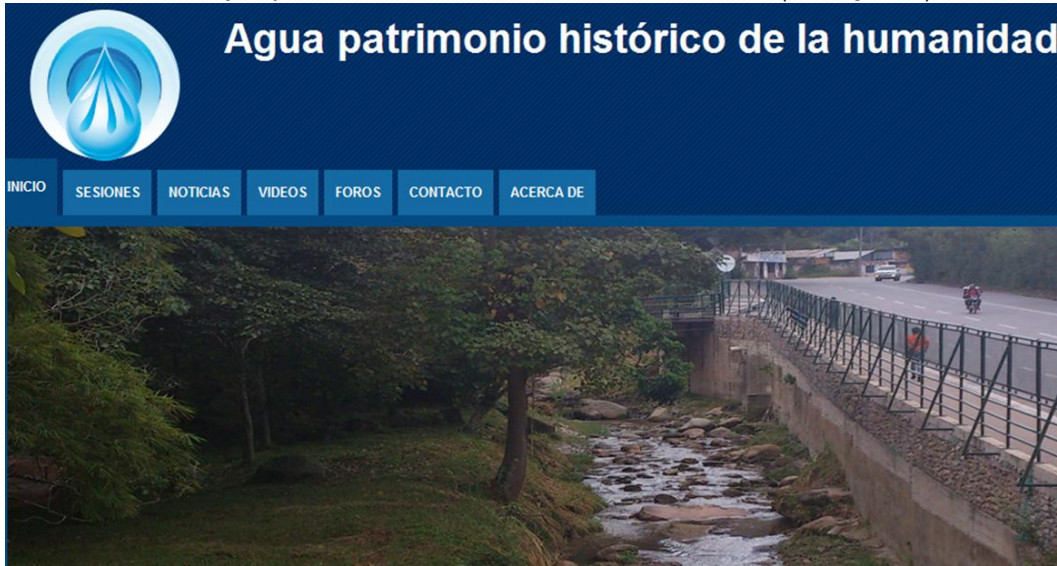 Agua patrimonio histórico de la humanidad
INICIO
SESIONES
NOTICIAS
VIDEOS
FOROS
CONTACTO
ACERCA DE